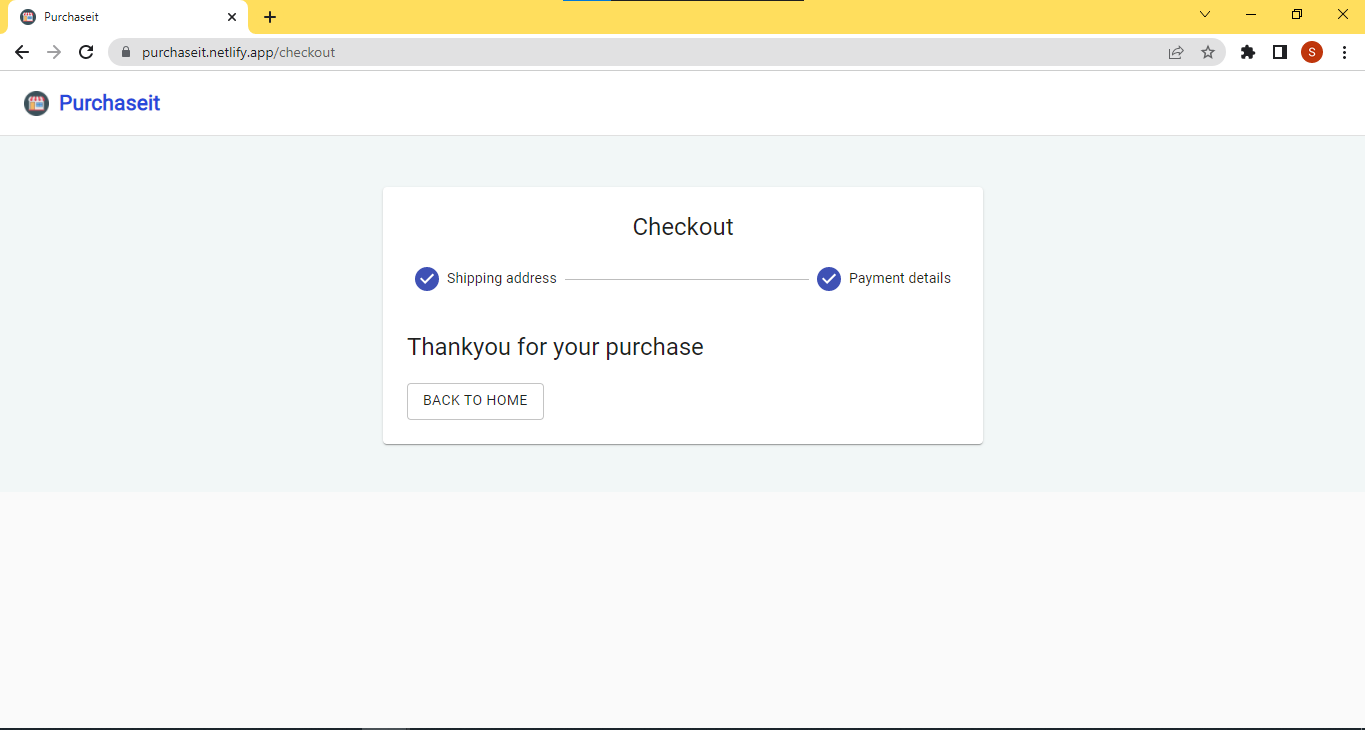 Purchaseit
purchaseit.netlify.app/checkout
S
Purchaseit
Checkout
Shipping address
Payment details
Thankyou for your purchase
BACK TO HOME